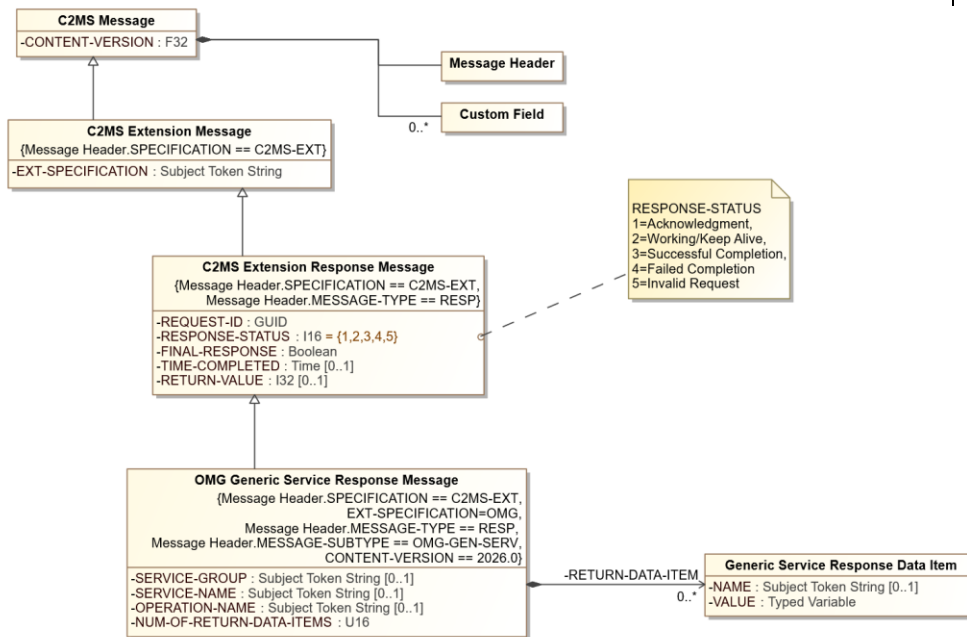 C2MS Message
-CONTENT-VERSION : F32
Message Header
Custom Field
0..*
C2MS Extension Message
{Message Header.SPECIFICATION == C2MS-EXT}
-EXT-SPECIFICATION : Subject Token String
RESPONSE-STATUS
1=Acknowledgment,
2=Working/Keep Alive,
3=Successful Completion,
4=Failed Completion
5=Invalid Request
C2MS Extension Response Message
{Message Header.SPECIFICATION == C2MS-EXT,
Message Header.MESSAGE-TYPE == RESP}
-REQUEST-ID : GUID
-RESPONSE-STATUS : I16 = {1,2,3,4,5}
-FINAL-RESPONSE : Boolean
-TIME-COMPLETED : Time [0..1]
-RETURN-VALUE : I32 [0..1]
OMG Generic Service Response Message
{Message Header.SPECIFICATION == C2MS-EXT,
EXT-SPECIFICATION=OMG,
Message Header.MESSAGE-TYPE == RESP,
Message Header.MESSAGE-SUBTYPE == OMG-GEN-SERV,
CONTENT-VERSION == 2026.0}
-SERVICE-GROUP : Subject Token String [0..1]
-SERVICE-NAME : Subject Token String [0..1]
-OPERATION-NAME : Subject Token String [0..1]
-NUM-OF-RETURN-DATA-ITEMS : U16
-RETURN-DATA-ITEM
0..*
Generic Service Response Data Item
-NAME : Subject Token String [0..1]
-VALUE : Typed Variable